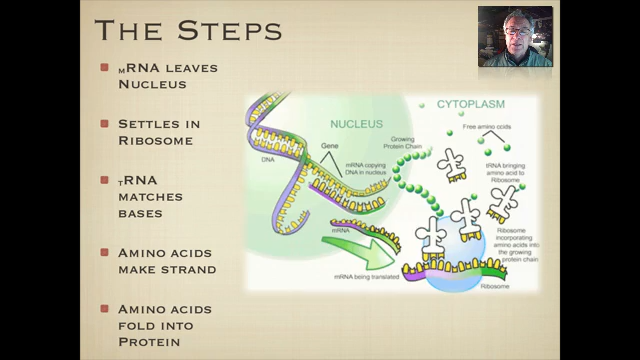 THE STEPS
mRNA LEAVES
NUCLEUS
SETTLES IN
RIBOSOME
TRNA
MATCHES
BASES
AMINO ACIDS
MAKE STRAND
AMINO ACIDS
FOLD INTO
PROTEIN
NUCLEUS
CYTOPLASM
DNA
Gene
mRNA copying
DNA in nucleus
Growing
Protein Chain
Free amino acids
tRNA bringing
amino acid to
Ribosome
mRNA
Ribosome
incorporating
amino acids into
the growing
protein chain
mRNA being translated
Ribosome